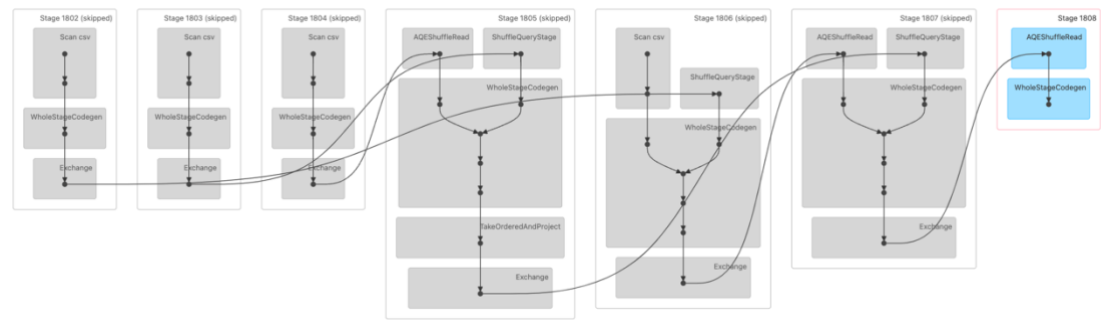 Stage 1802 (skipped)
Scan csv
WholeStageCodegen
Exchange
Stage 1803 (skipped)
Scan csv
WholeStageCodegen
Exchange
Stage 1804 (skipped)
Scan csv
WholeStageCodegen
Exchange
Stage 1805 (skipped)
AQEShuffleRead
ShuffleQueryStage
WholeStageCodegen
TakeOrderedAndProject
Exchange
Stage 1806 (skipped)
Scan csv
ShuffleQueryStage
WholeStageCodegen
Exchange
Stage 1807 (skipped)
AQEShuffleRead
ShuffleQueryStage
WholeStageCodegen
Exchange
Stage 1808
AQEShuffleRead
WholeStageCodegen